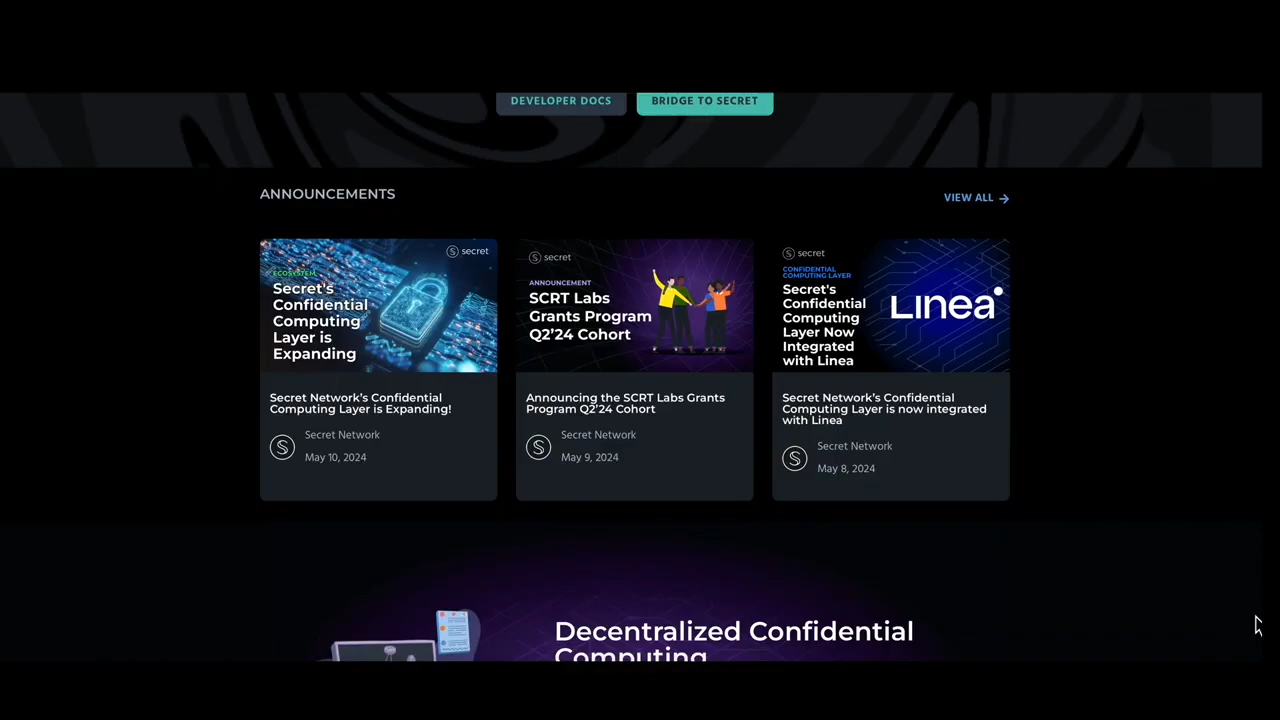 DEVELOPER DOCS
BRIDGE TO SECRET
ANNOUNCEMENTS
VIEW ALL
secret
ECOSYSTEM
Secret's
Confidential
Computing
Layer is
Expanding
Secret Network's Confidential
Computing Layer is Expanding!
Secret Network
May 10, 2024
secret
ANNOUNCEMENT
SCRT Labs
Grants Program
Q2'24 Cohort
Announcing the SCRT Labs Grants
Program Q2'24 Cohort
Secret Network
May 9, 2024
secret
CONFIDENTIAL
COMPUTING LAYER
Secret's
Confidential
Computing
Layer Now
Integrated
with Linea
Linea
Secret Network's Confidential
Computing Layer is now integrated
with Linea
Secret Network
May 8, 2024
Decentralized Confidential
Computing